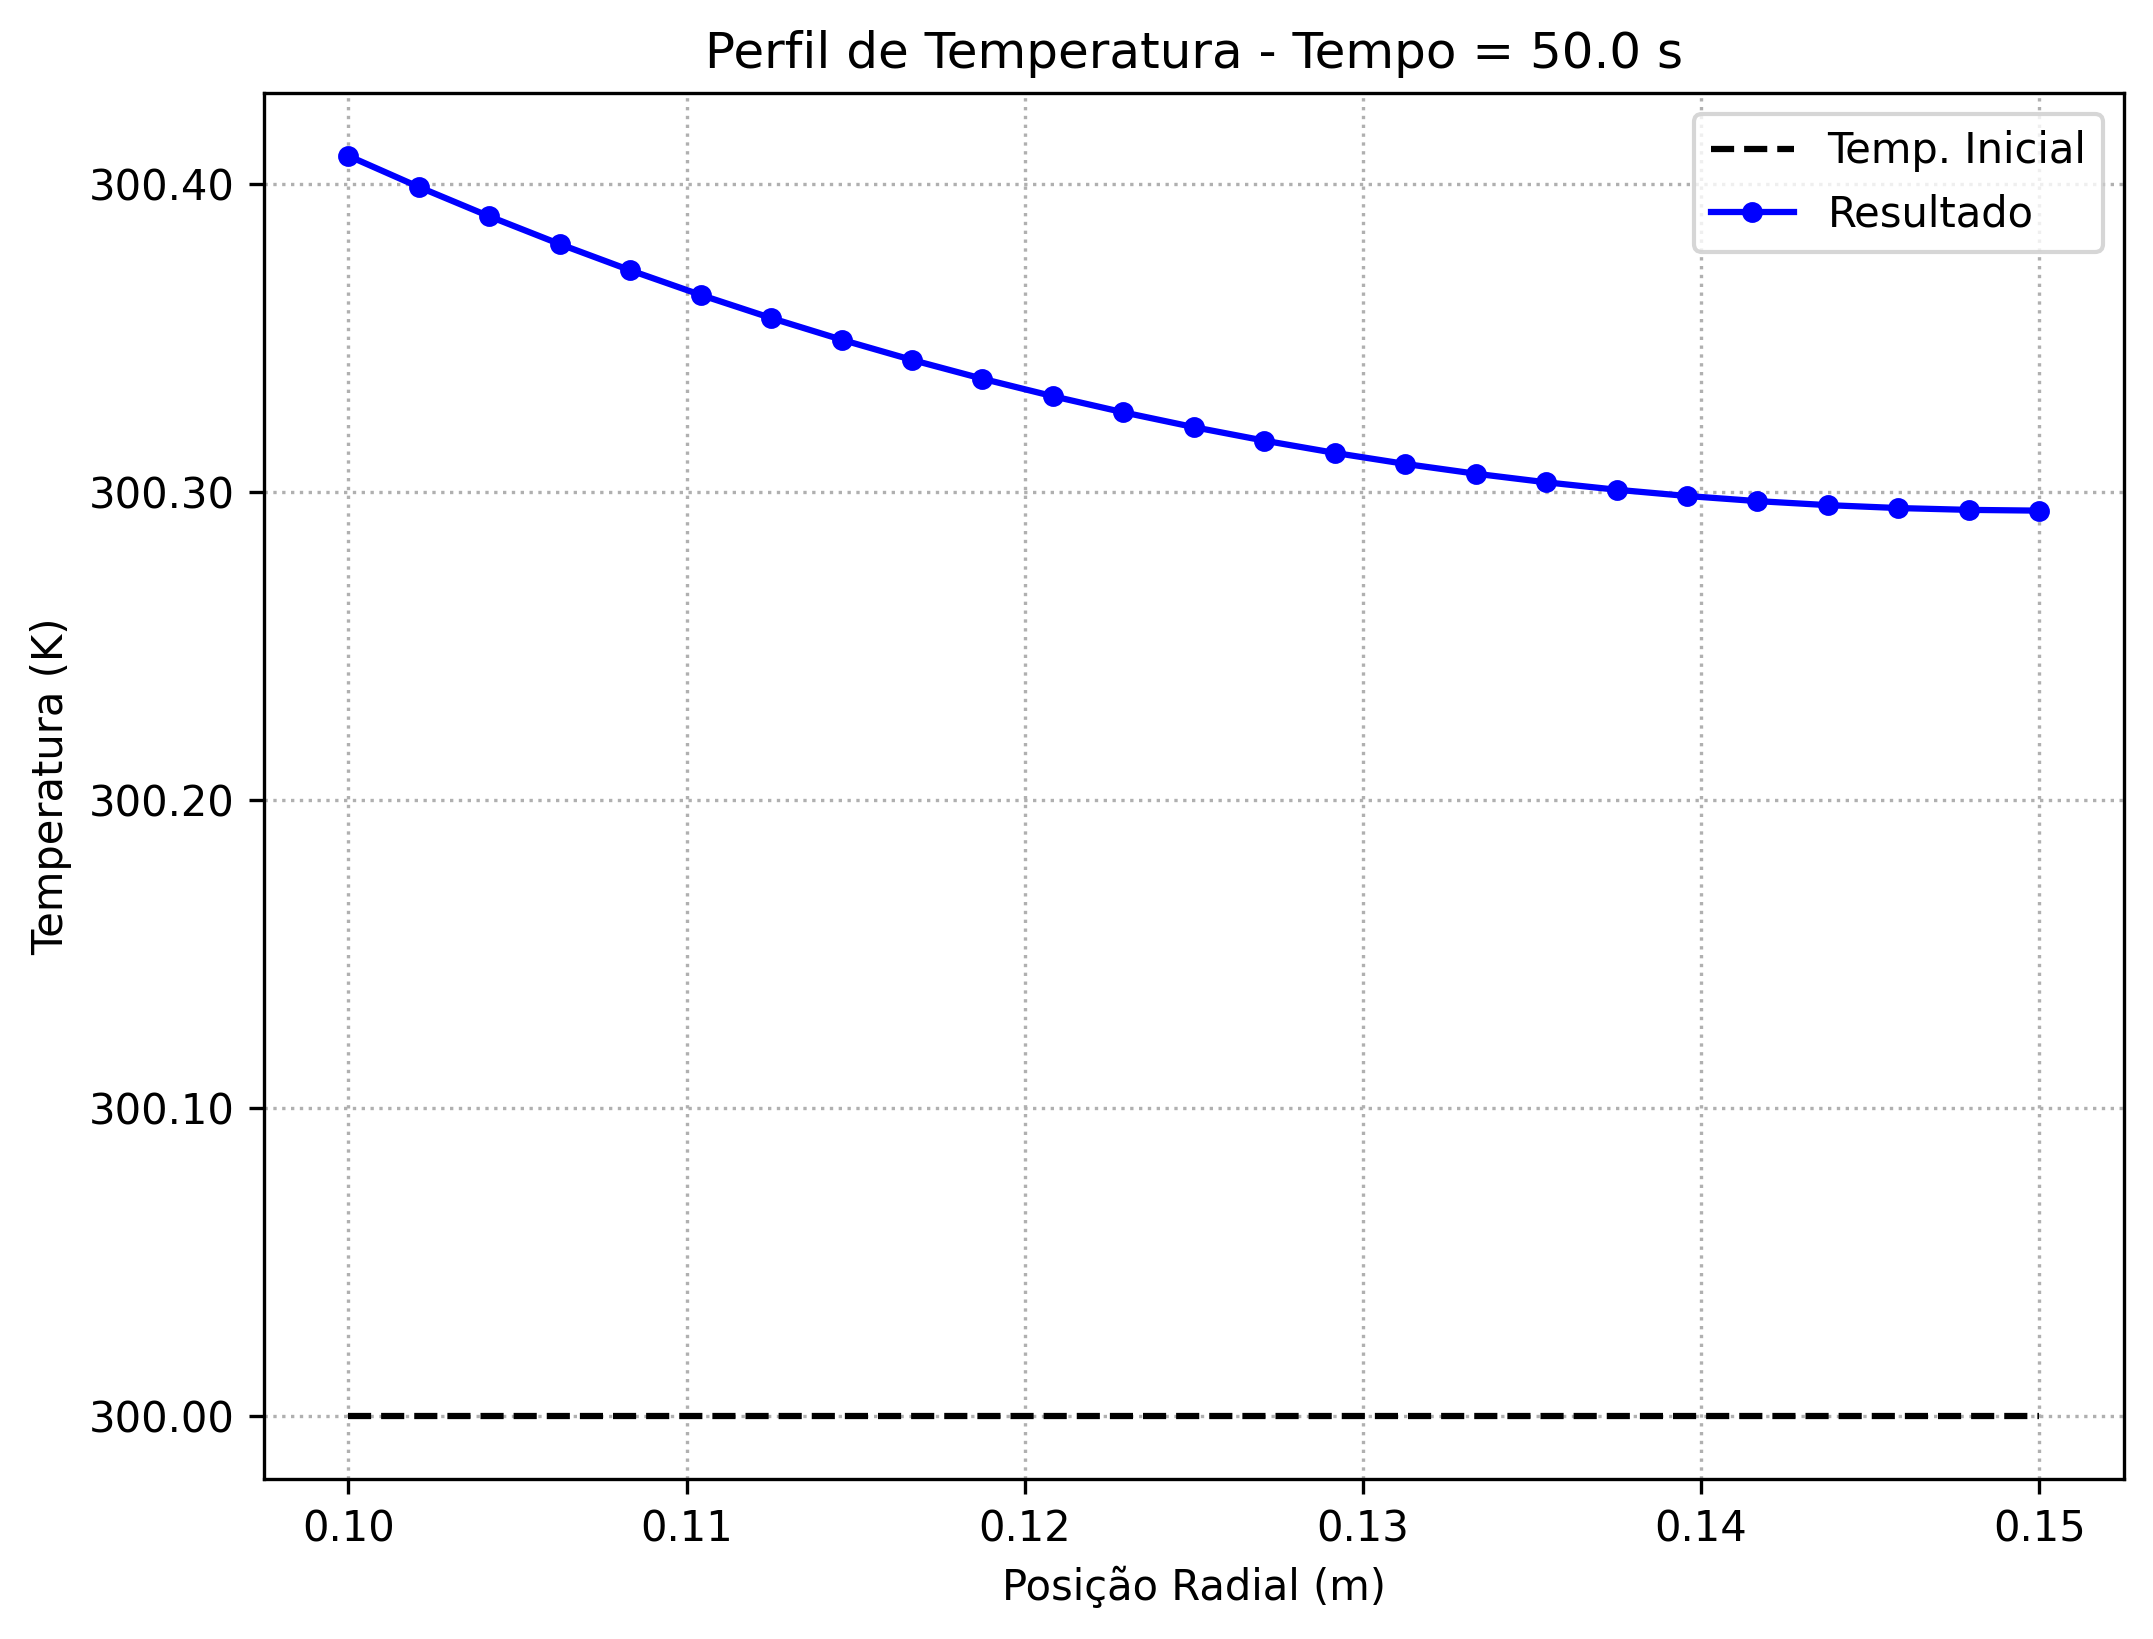 Perfil de Temperatura - Tempo = 50.0 s
Temp. Inicial
Resultado
Temperatura (K)
300.40
300.30
300.20
300.10
300.00
0.10 0.11 0.12 0.13 0.14 0.15
Posição Radial (m)